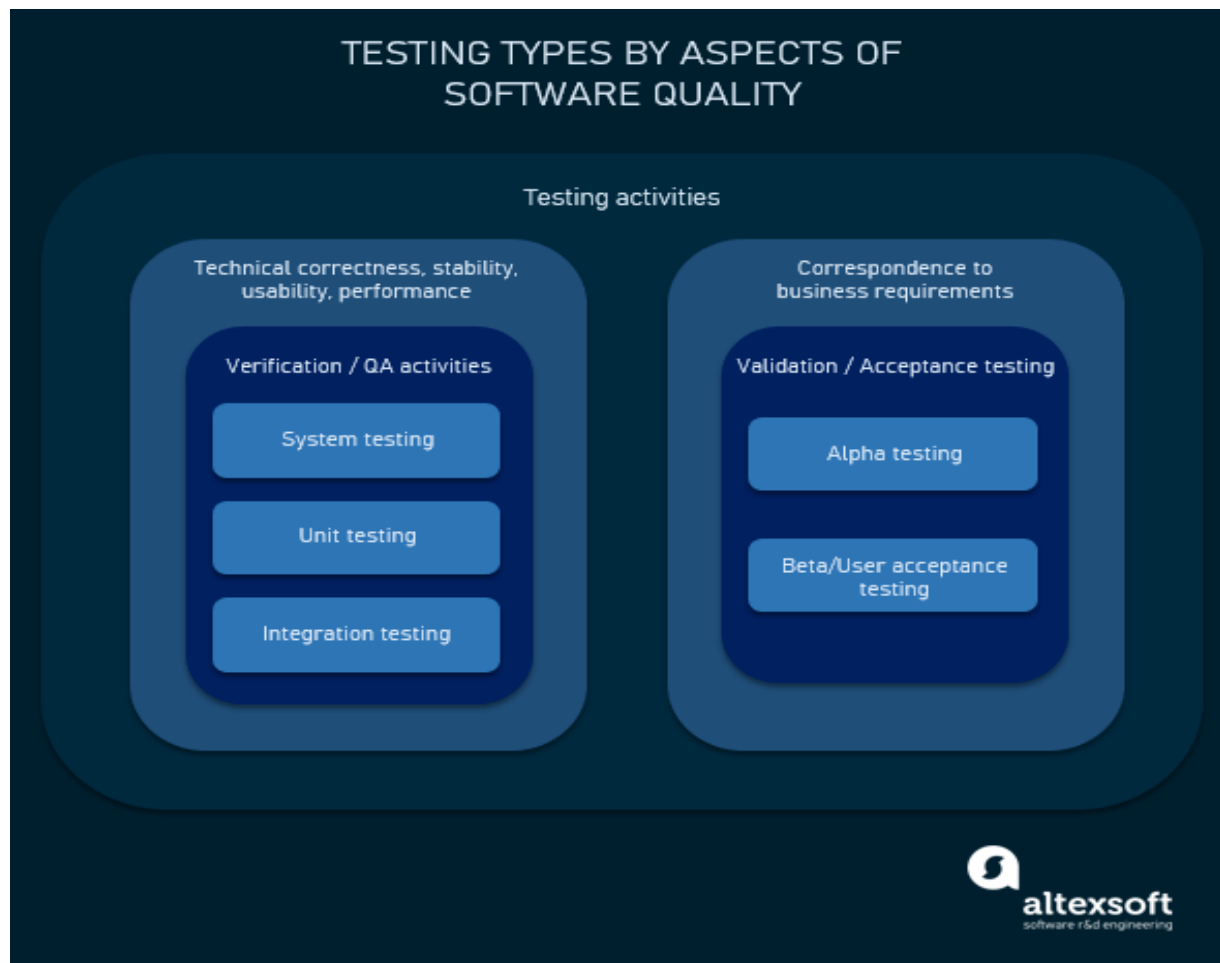 TESTING TYPES BY ASPECTS OF
SOFTWARE QUALITY
Testing activities
Technical correctness, stability,
usability, performance
Verification / QA activities
System testing
Unit testing
Integration testing
Correspondence to
business requirements
Validation / Acceptance testing
Alpha testing
Beta/User acceptance
testing
altexsoft
software r&d engineering